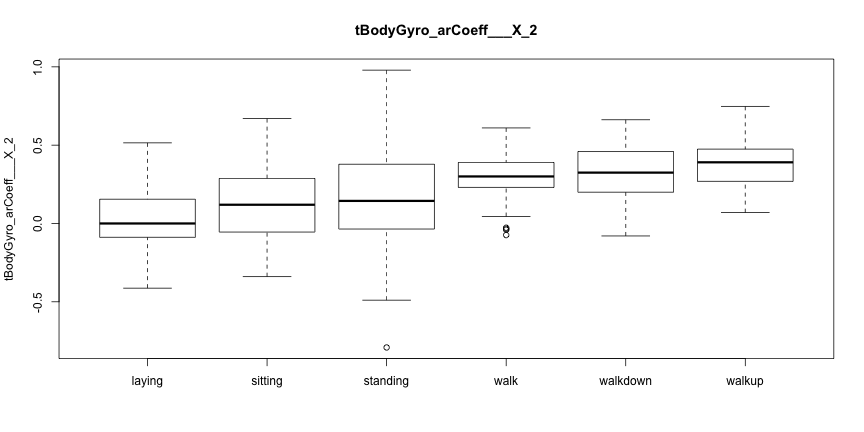 tBodyGyro_arCoeff___X_2
tBodyGyro_arCoeff___X_2
1.0
0.5
0.0
-0.5
laying sitting standing walk walkdown walkup